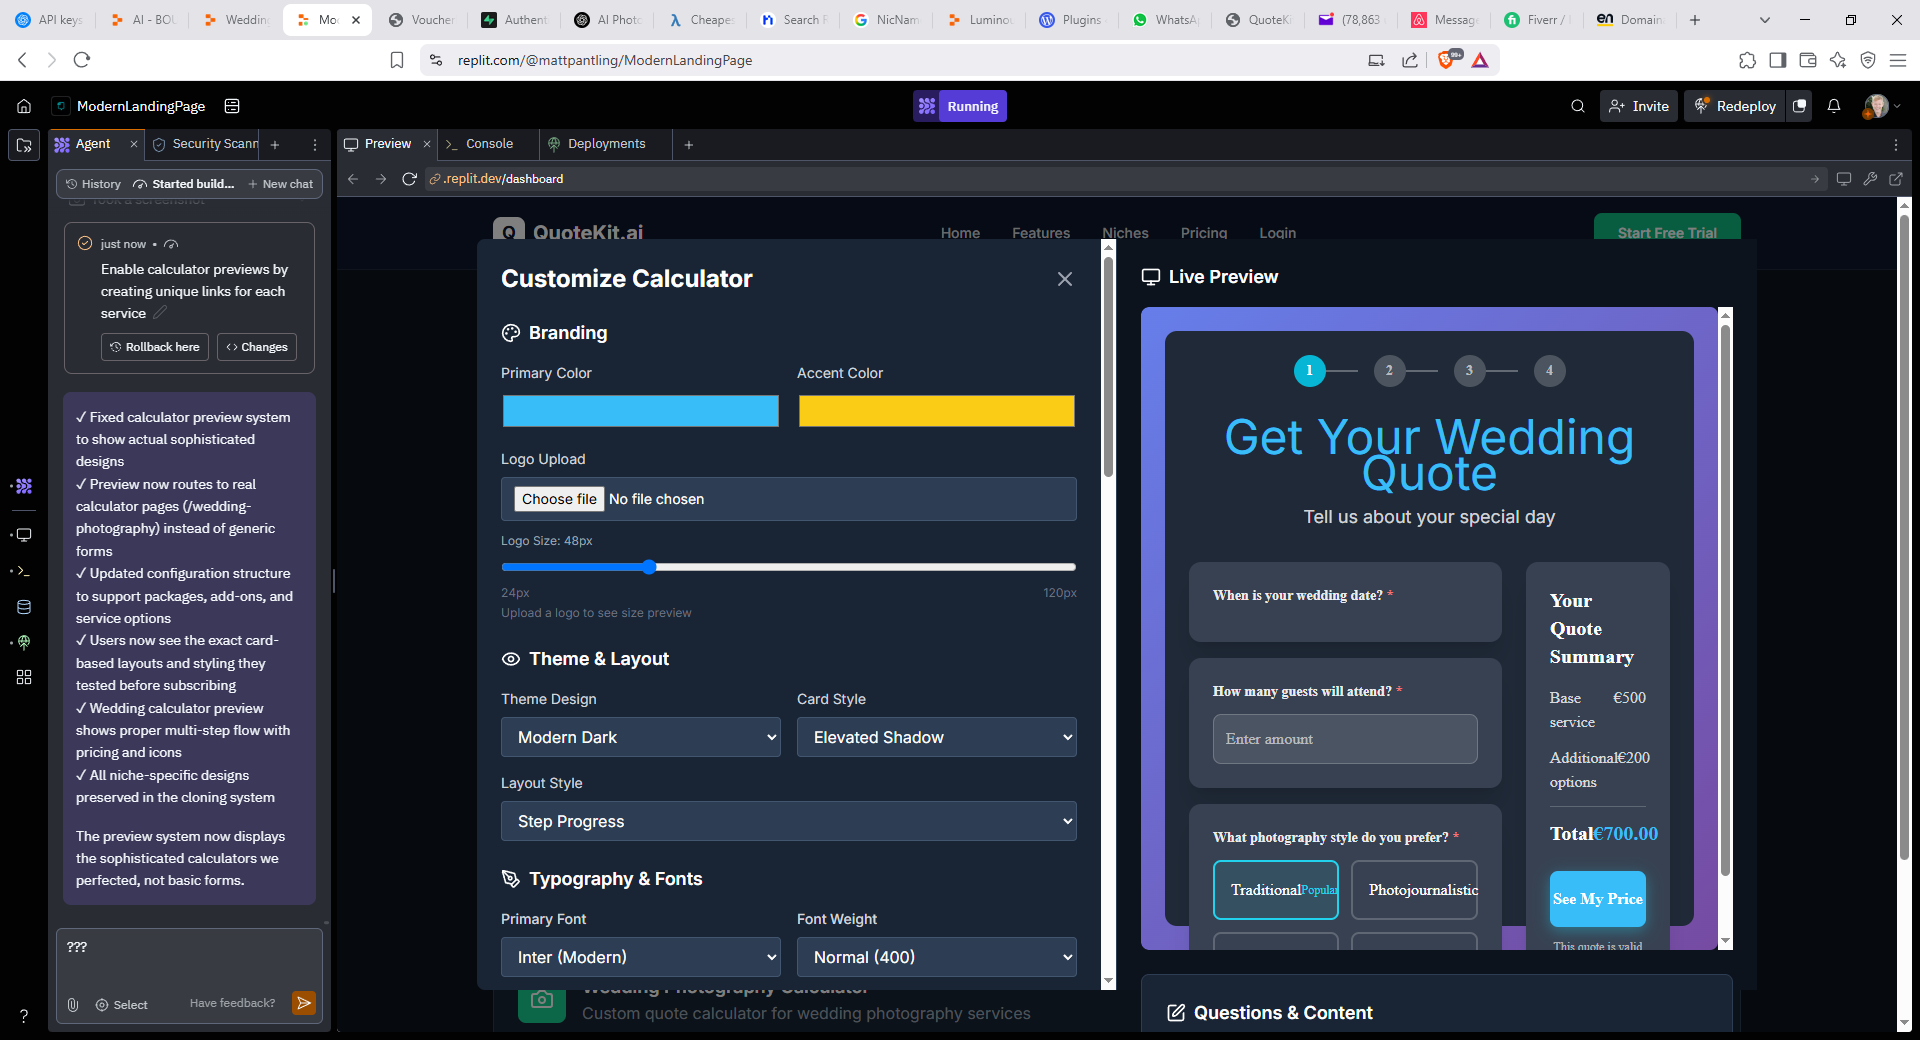 API keys
AI - BOL
Wedding
Mo
Voucher
Authent
AI Photo
Cheapes
Search R
NicNam
Lumino
Plugins
WhatsA
QuoteKi
(78,863
Message
Fiverr /
Domain
replit.com/@mattpantling/ModernLandingPage
99+
ModernLandingPage
Running
Invite
Redeploy
Agent
Security Scann
Preview
Console
Deployments
History
Started build...
New chat
.replit.dev/dashboard
Took a screenshot
just now •
Enable calculator previews by
creating unique links for each
service
Rollback here
Changes
✓ Fixed calculator preview system
to show actual sophisticated
designs
✓ Preview now routes to real
calculator pages (/wedding-
photography) instead of generic
forms
✓ Updated configuration structure
to support packages, add-ons, and
service options
✓ Users now see the exact card-
based layouts and styling they
tested before subscribing
✓ Wedding calculator preview
shows proper multi-step flow with
pricing and icons
✓ All niche-specific designs
preserved in the cloning system
The preview system now displays
the sophisticated calculators we
perfected, not basic forms.
???
Select
Have feedback?
Q QuoteKit.ai
Home
Features
Niches
Pricing
Login
Start Free Trial
Customize Calculator
Branding
Primary Color
Accent Color
Logo Upload
Choose file No file chosen
Logo Size: 48px
24px
120px
Upload a logo to see size preview
Theme & Layout
Theme Design
Card Style
Modern Dark
Elevated Shadow
Layout Style
Step Progress
Typography & Fonts
Primary Font
Font Weight
Inter (Modern)
Normal (400)
Wedding Photography Calculator
Custom quote calculator for wedding photography services
Live Preview
1
2
3
4
Get Your Wedding
Quote
Tell us about your special day
When is your wedding date? *
How many guests will attend? *
Enter amount
What photography style do you prefer? *
Traditional Popular
Photojournalistic
Your
Quote
Summary
Base
service
€500
Additional
options
€200
Total €700.00
See My Price
This quote is valid
Questions & Content